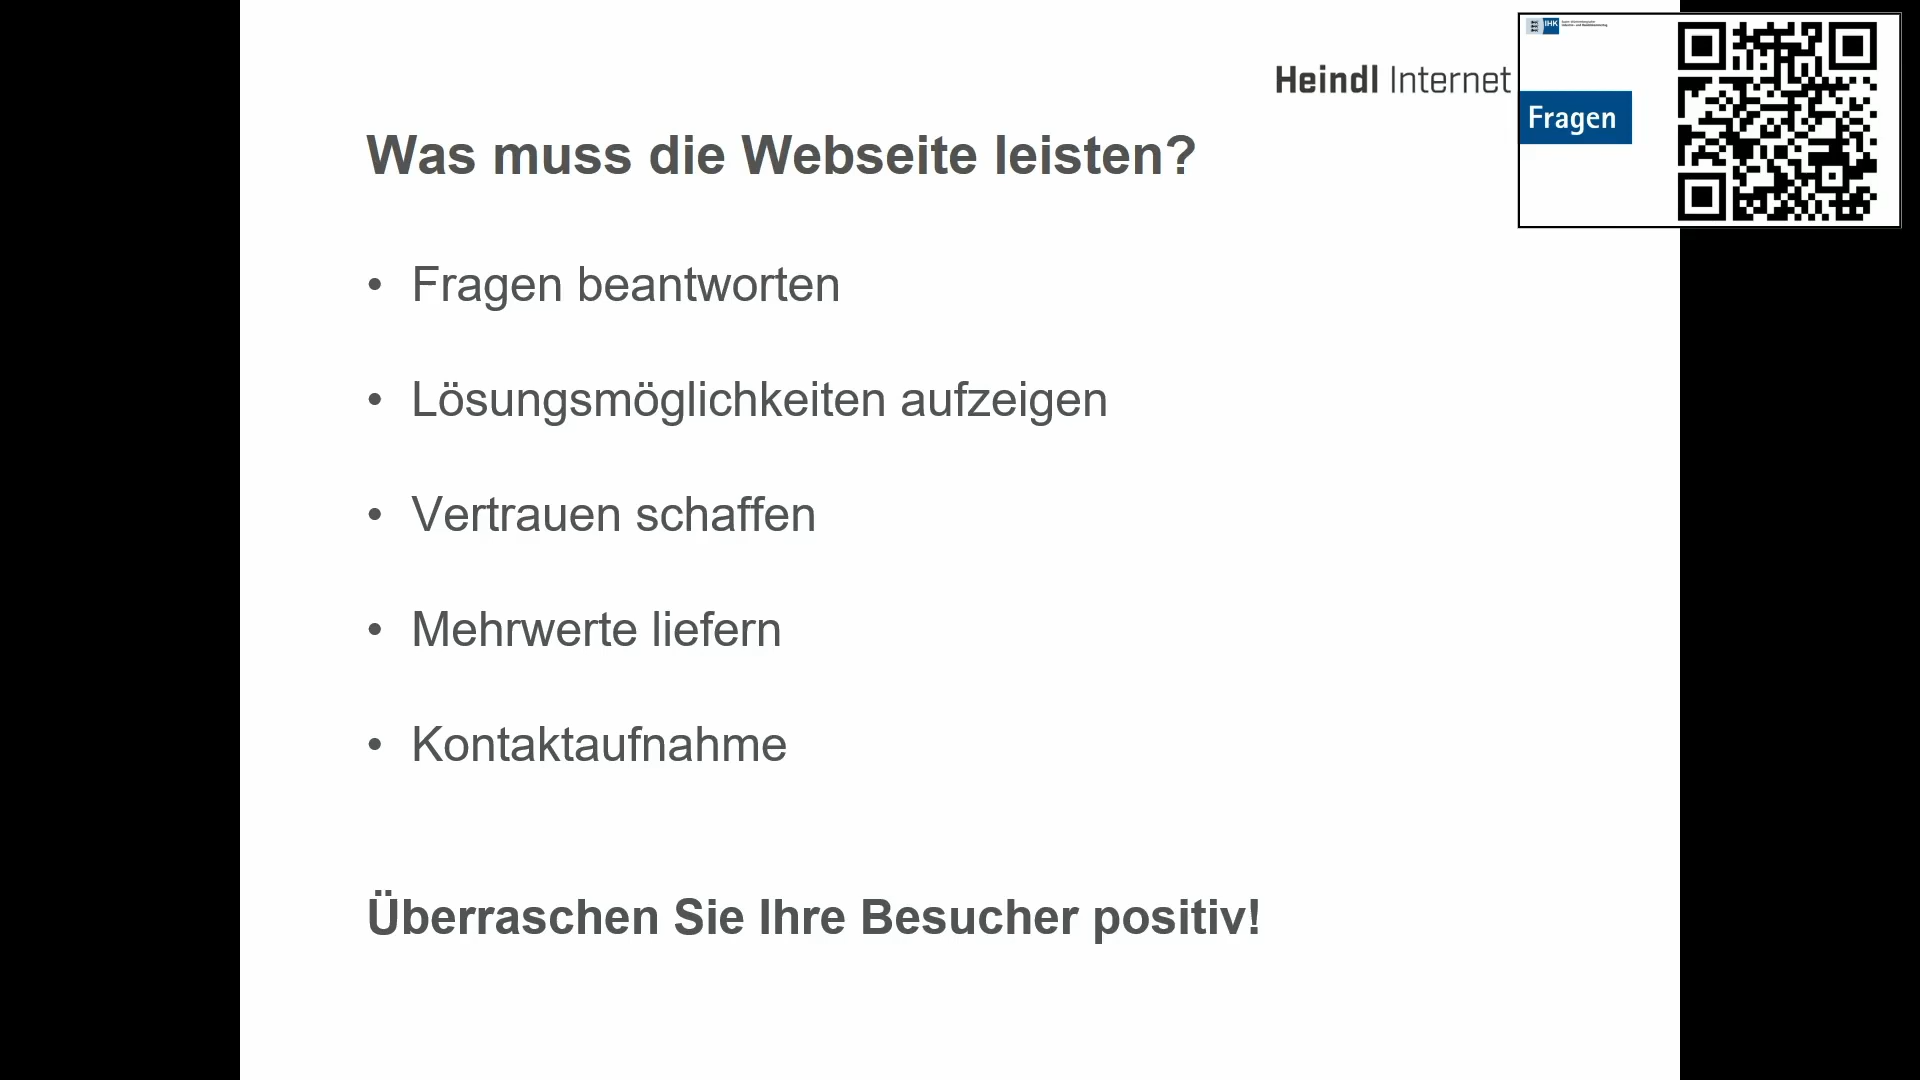 Heindl Internet
IHK
Fragen
Was muss die Webseite leisten?
• Fragen beantworten
• Lösungsmöglichkeiten aufzeigen
• Vertrauen schaffen
• Mehrwerte liefern
• Kontaktaufnahme
Überraschen Sie Ihre Besucher positiv!